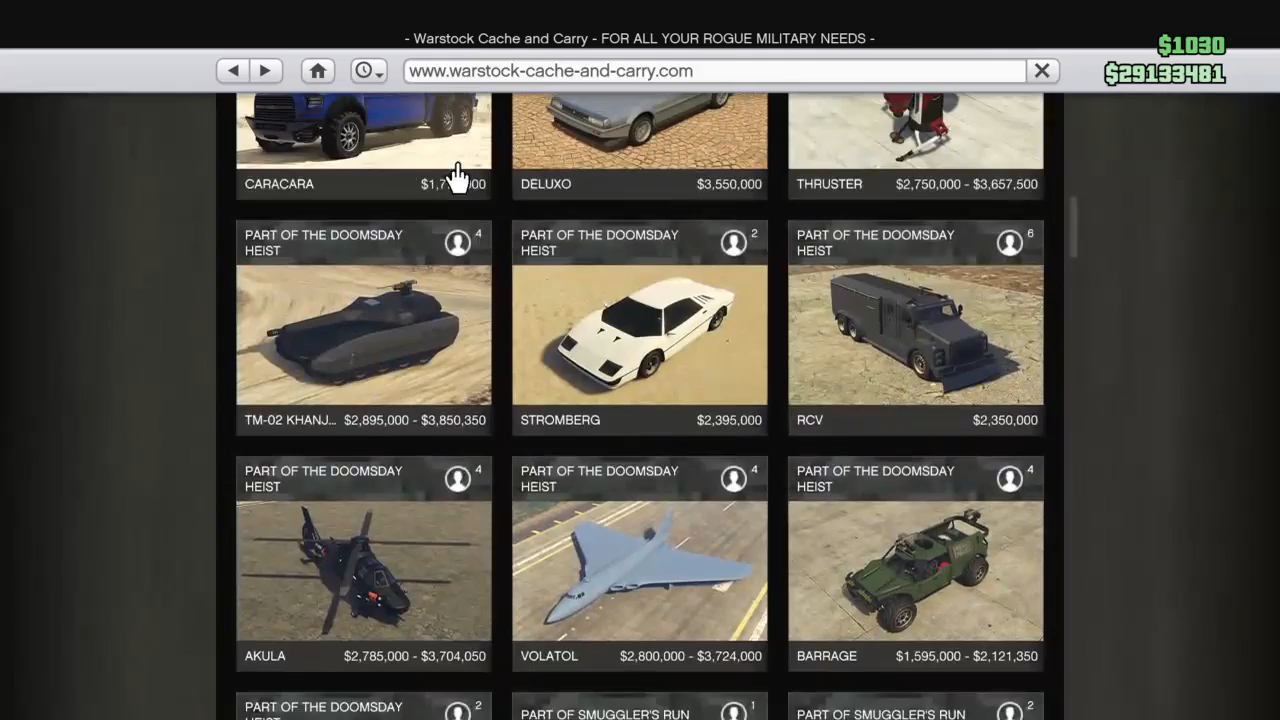 - Warstock Cache and Carry - FOR ALL YOUR ROGUE MILITARY NEEDS -
$1030
$29133481
www.warstock-cache-and-carry.com
CARACARA
DELUXO $3,550,000
THRUSTER $2,750,000 - $3,657,500
PART OF THE DOOMSDAY HEIST 4
PART OF THE DOOMSDAY HEIST 2
PART OF THE DOOMSDAY HEIST 6
TM-02 KHANJ... $2,895,000 - $3,850,350
STROMBERG $2,395,000
RCV $2,350,000
PART OF THE DOOMSDAY HEIST 4
PART OF THE DOOMSDAY HEIST 4
PART OF THE DOOMSDAY HEIST 4
AKULA $2,785,000 - $3,704,050
VOLATOL $2,800,000 - $3,724,000
BARRAGE $1,595,000 - $2,121,350
PART OF THE DOOMSDAY HEIST 2
PART OF SMUGGLER'S RUN 1
PART OF SMUGGLER'S RUN 2